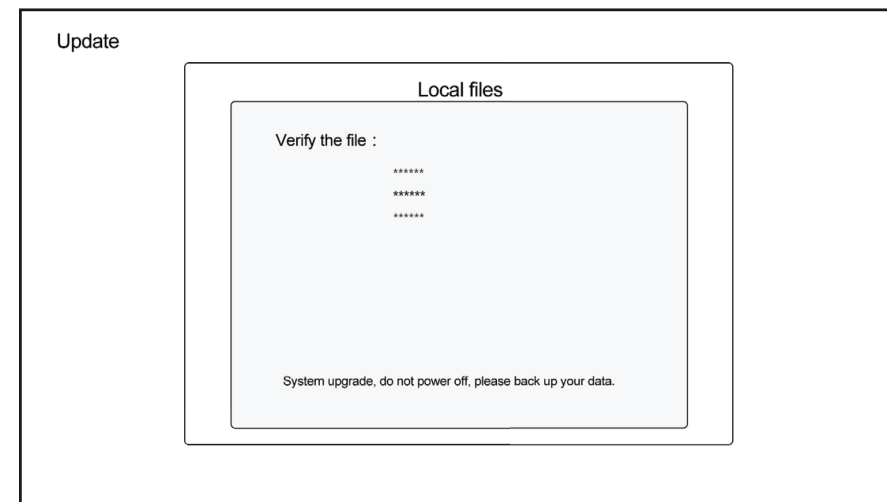 Update
Local files
Verify the file：
******
******
******
System upgrade, do not power off, please back up your data.